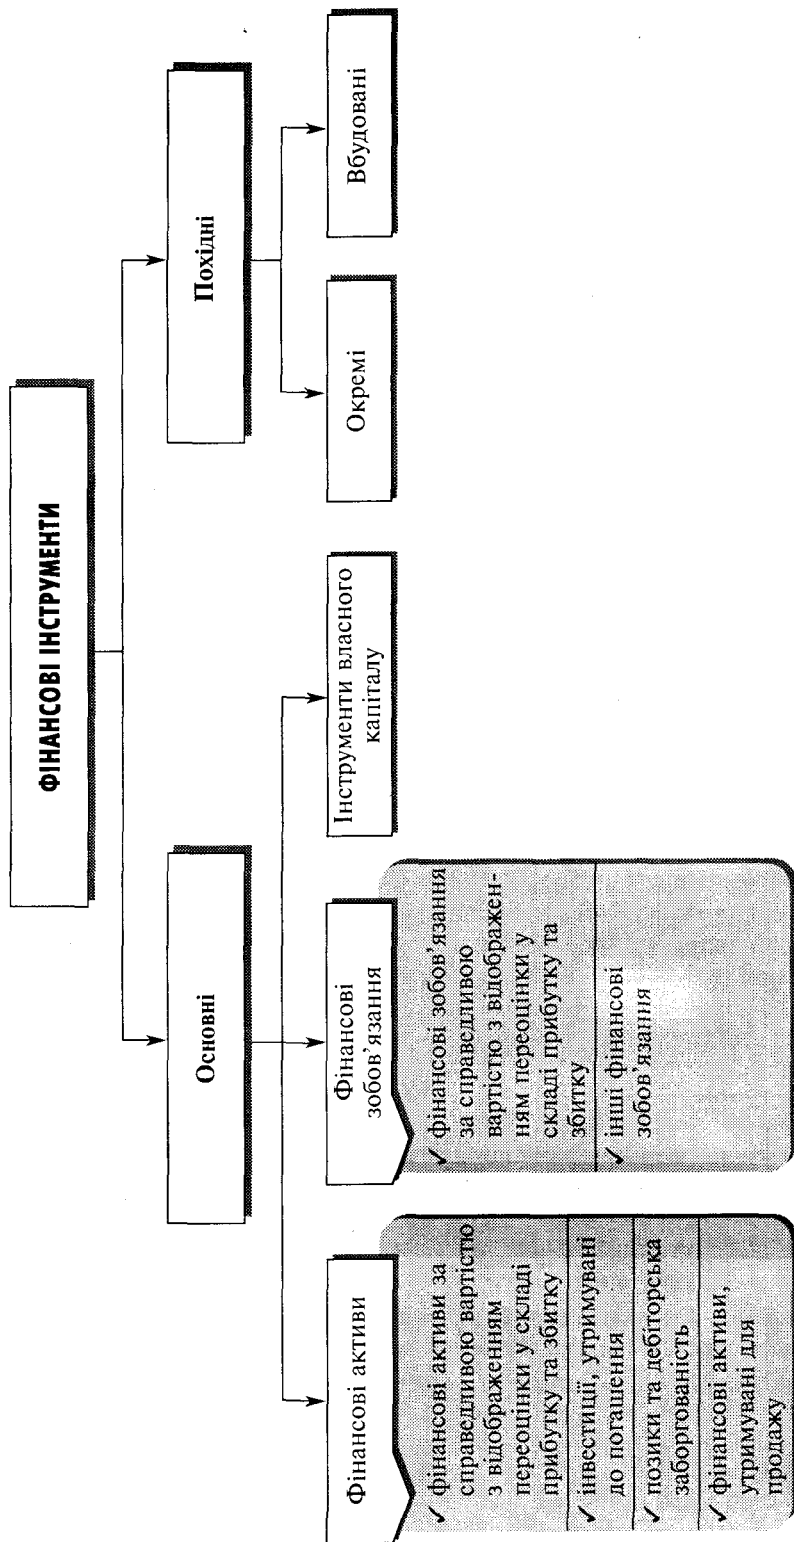 ФІНАНСОВІ ІНСТРУМЕНТИ
Основні
Похідні
Фінансові активи
Фінансові
зобов'язання
Інструменти власного
капіталу
Окремі
Вбудовані
✓ фінансові активи за
справедливою вартістю
з відображенням
переоцінки у складі
прибутку та збитку
✓ інвестиції, утримувані
до погашення
✓ позики та дебіторська
заборгованість
✓ фінансові активи,
утримувані для
продажу
✓ фінансові зобов'язання
за справедливою
вартістю з відображен-
ням переоцінки у
складі прибутку та
збитку
✓ інші фінансові
зобов'язання